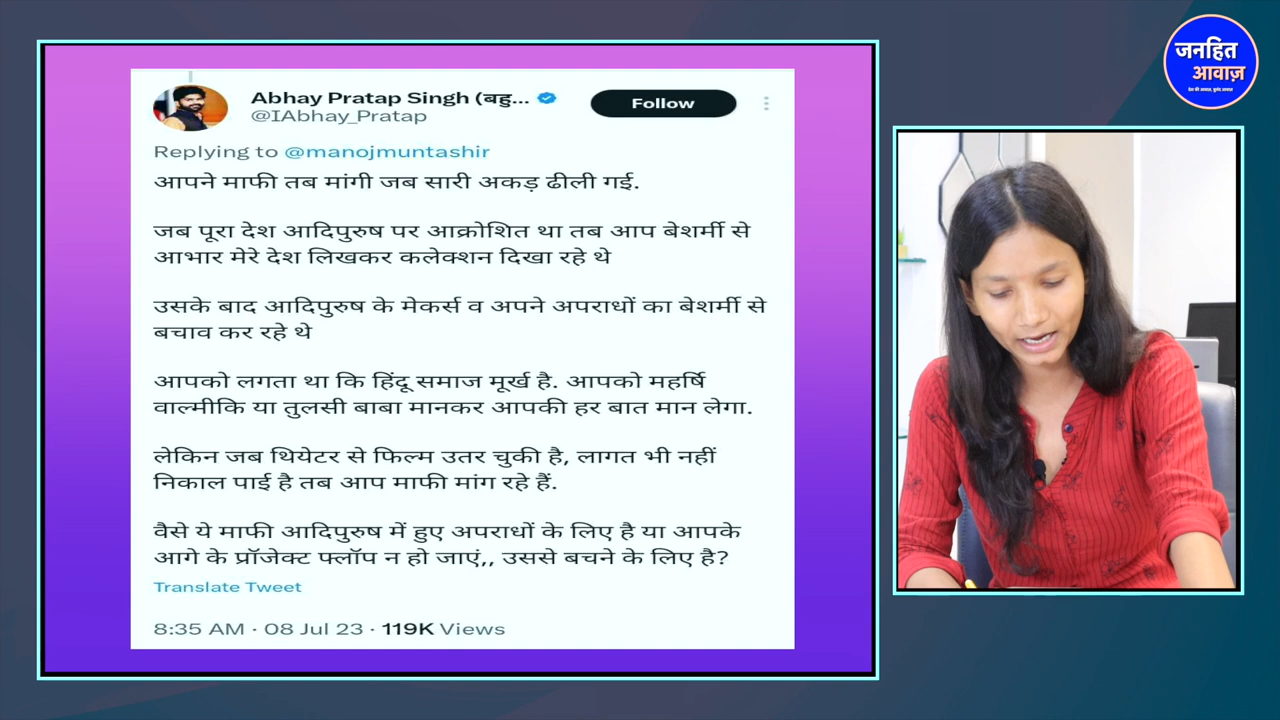 जनहित
आवाज़
देश की आवाज़, बुलंद आवाज़
Abhay Pratap Singh (बहु...
Follow
@IAbhay_Pratap
Replying to @manojmuntashir
आपने माफी तब मांगी जब सारी अकड़ ढीली गई.
जब पूरा देश आदिपुरुष पर आक्रोशित था तब आप बेशर्मी से
आभार मेरे देश लिखकर कलेक्शन दिखा रहे थे
उसके बाद आदिपुरुष के मेकर्स व अपने अपराधों का बेशर्मी से
बचाव कर रहे थे
आपको लगता था कि हिंदू समाज मूर्ख है. आपको महर्षि
वाल्मीकि या तुलसी बाबा मानकर आपकी हर बात मान लेगा.
लेकिन जब थियेटर से फिल्म उतर चुकी है, लागत भी नहीं
निकाल पाई है तब आप माफी मांग रहे हैं.
वैसे ये माफी आदिपुरुष में हुए अपराधों के लिए है या आपके
आगे के प्रॉजेक्ट फ्लॉप न हो जाएं,, उससे बचने के लिए है?
Translate Tweet
8:35 AM · 08 Jul 23 · 119K Views